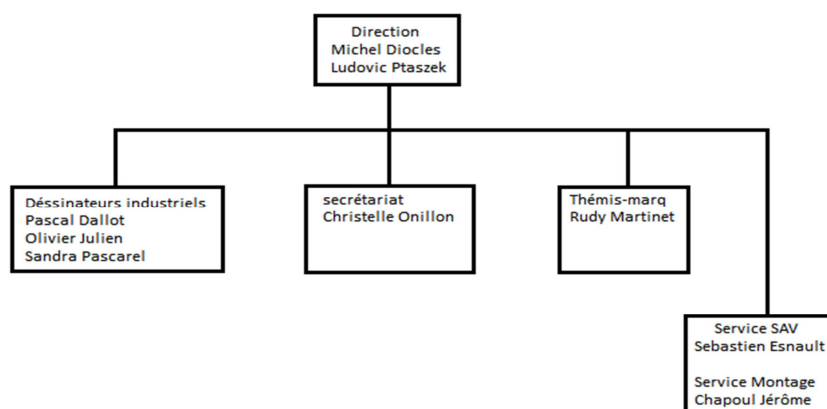 Direction
Michel Diocles
Ludovic Ptaszek
Déssinateurs industriels
Pascal Dallot
Olivier Julien
Sandra Pascarel
secrétariat
Christelle Onillon
Thémis-marq
Rudy Martinet
Service SAV
Sebastien Esnault
Service Montage
Chapoul Jérôme